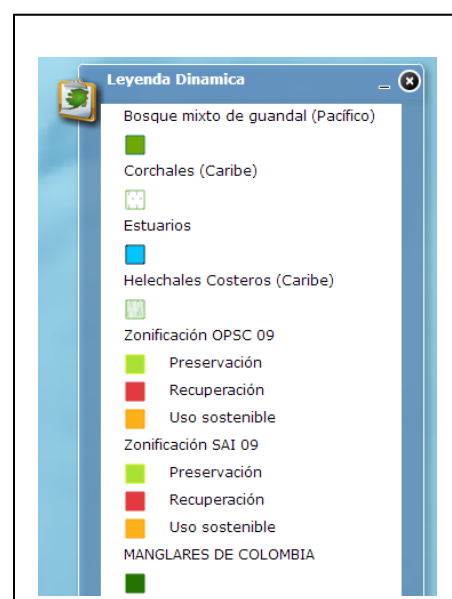 Leyenda Dinamica
Bosque mixto de guandal (Pacífico)
Corchales (Caribe)
Estuarios
Helechales Costeros (Caribe)
Zonificación OPSC 09
Preservación
Recuperación
Uso sostenible
Zonificación SAI 09
Preservación
Recuperación
Uso sostenible
MANGLARES DE COLOMBIA